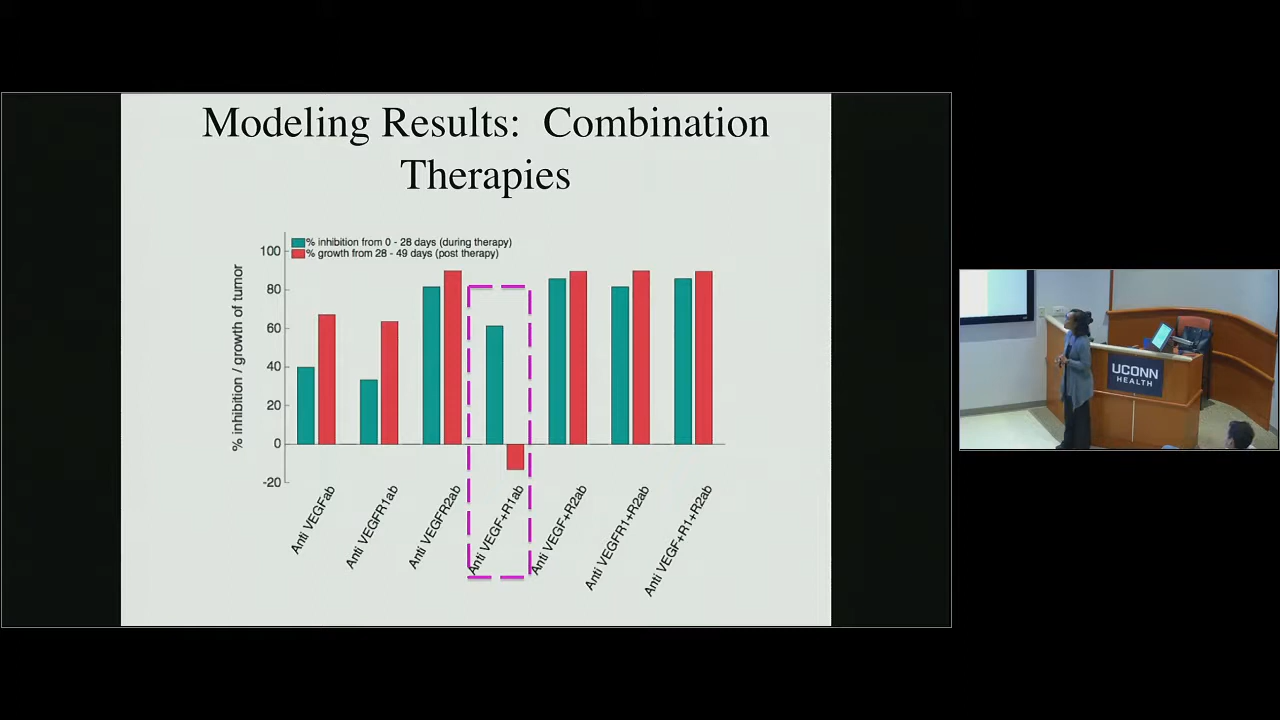 Modeling Results: Combination
Therapies
% inhibition from 0 - 28 days (during therapy)
% growth from 28 - 49 days (post therapy)
% inhibition / growth of tumor
100
80
60
40
20
0
-20
Anti VEGFab
Anti VEGFR1ab
Anti VEGFR2ab
Anti VEGF+R1ab
Anti VEGF+R2ab
Anti VEGFR1+R2ab
Anti VEGF+R1+R2ab
UCONN
HEALTH